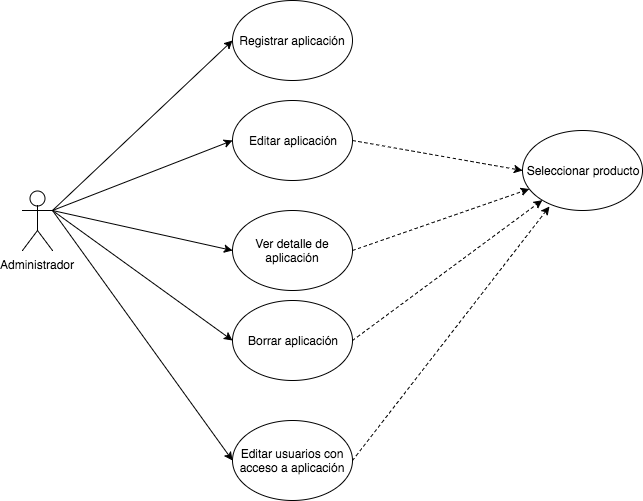 Registrar aplicación
Editar aplicación
Seleccionar producto
Administrador
Ver detalle de
aplicación
Borrar aplicación
Editar usuarios con
acceso a aplicación